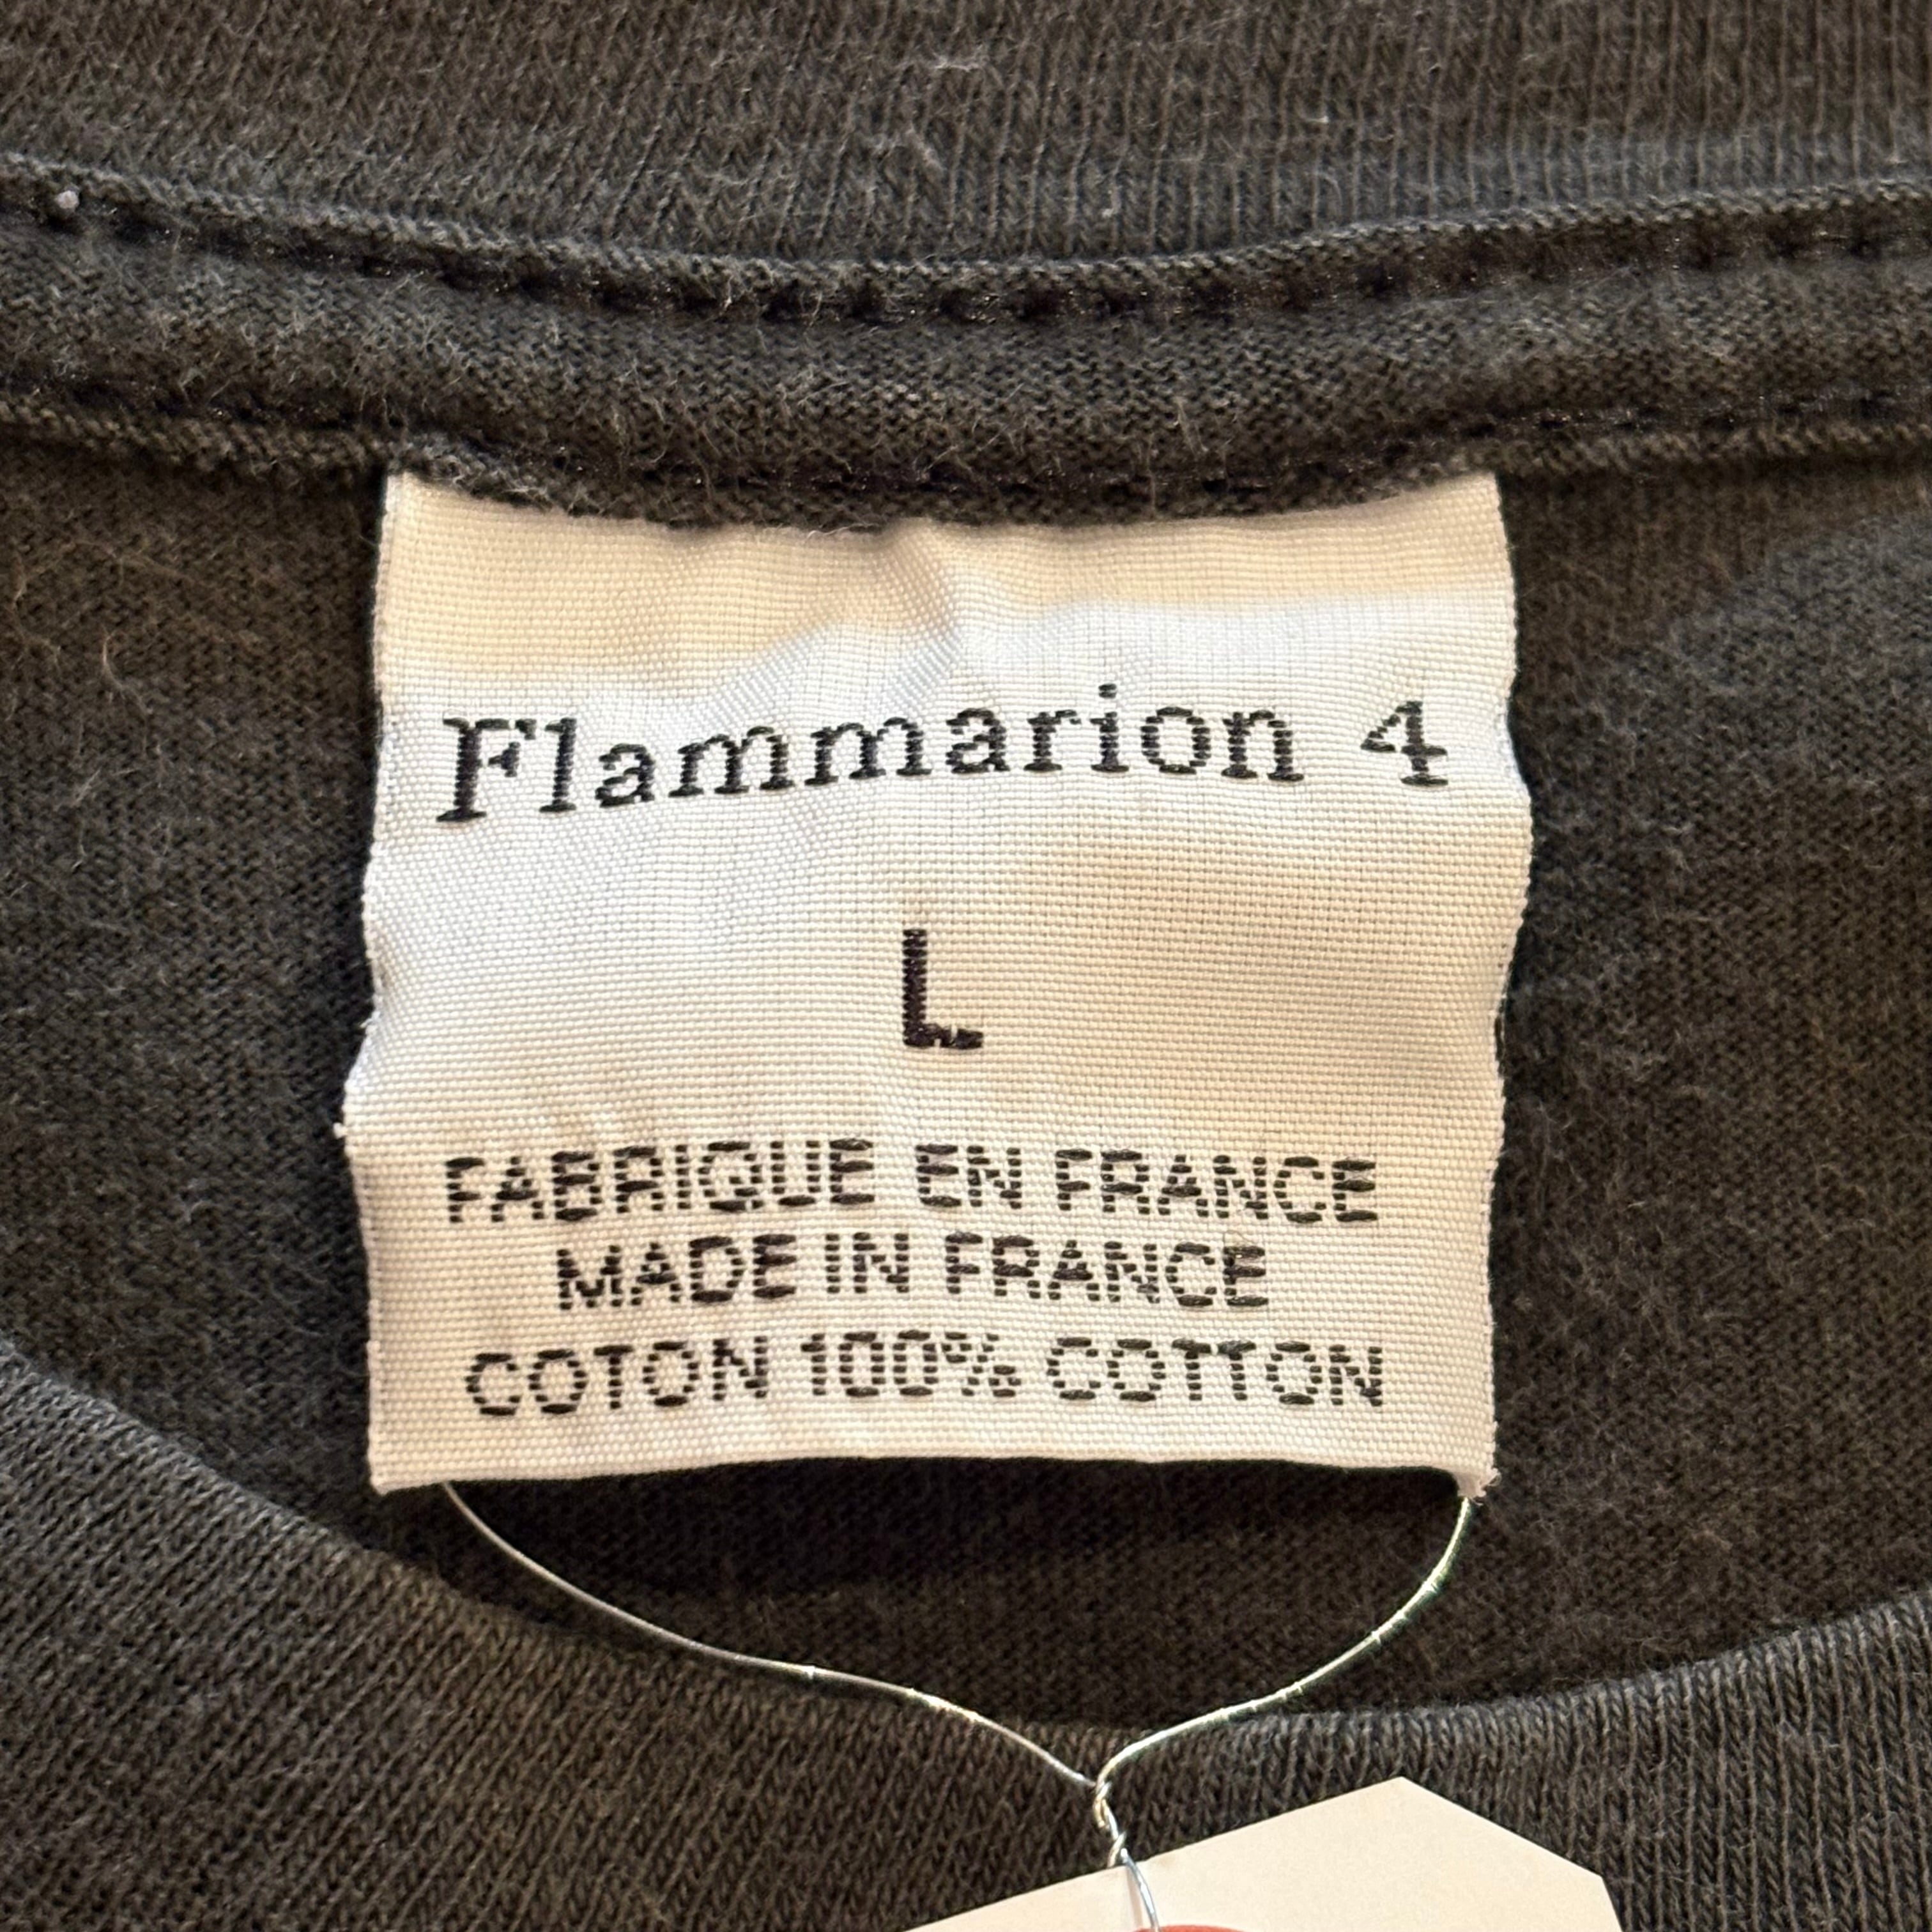 Flammarion 4
L
FABRIQUE EN FRANCE
MADE IN FRANCE
COTON 100% COTTON